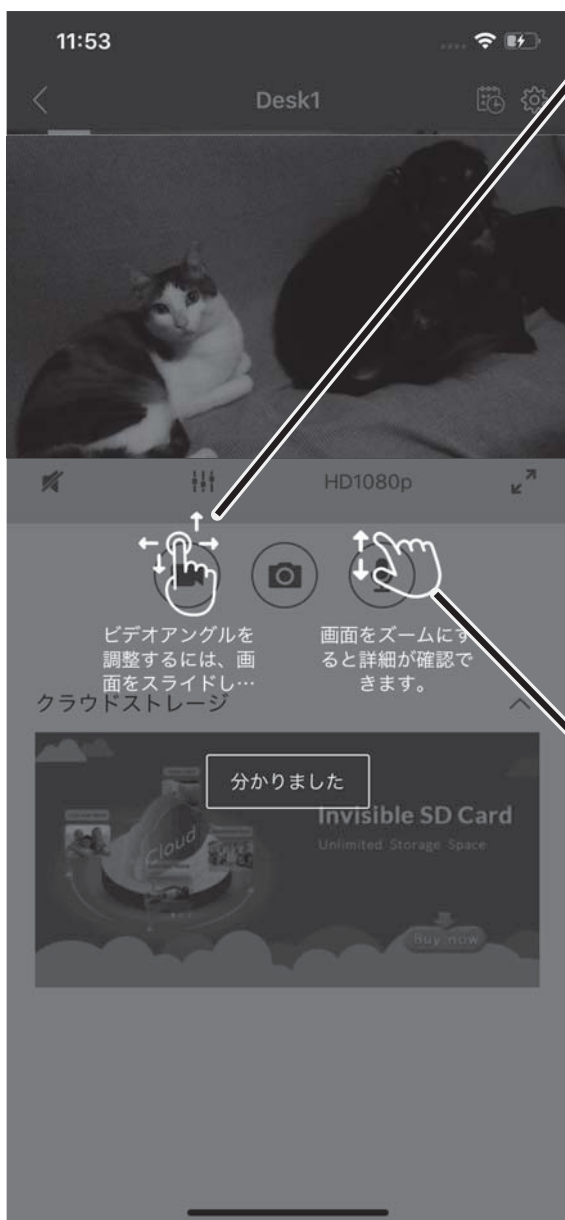 11:53
Desk1
HD1080p
ビデオアングルを
調整するには、画
面をスライドし…
画面をズームにす
ると詳細が確認で
きます。
クラウドストレージ
分かりました
Cloud
Invisible SD Card
Unlimited Storage Space
buy now